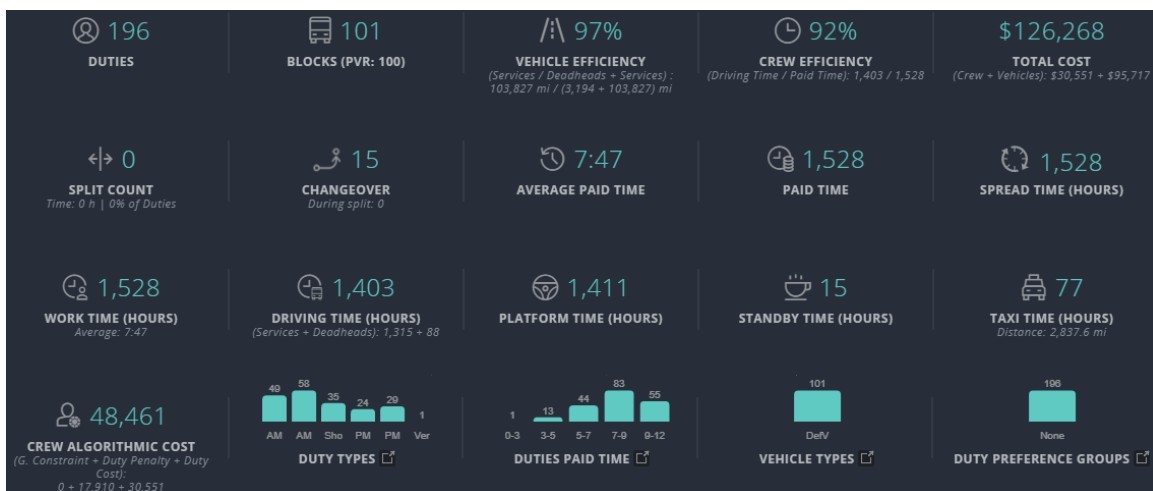 196
DUTIES
101
BLOCKS (PVR: 100)
97%
VEHICLE EFFICIENCY
(Services / Deadheads + Services) :
103,827 mi / (3,194 + 103,827) mi
92%
CREW EFFICIENCY
(Driving Time / Paid Time): 1,403 / 1,528
$126,268
TOTAL COST
(Crew + Vehicles): $30,551 + $95,717
0
SPLIT COUNT
Time: 0 h | 0% of Duties
15
CHANGEOVER
During split: 0
7:47
AVERAGE PAID TIME
1,528
PAID TIME
1,528
SPREAD TIME (HOURS)
1,528
WORK TIME (HOURS)
Average: 7:47
1,403
DRIVING TIME (HOURS)
(Services + Deadheads): 1,315 + 88
1,411
PLATFORM TIME (HOURS)
15
STANDBY TIME (HOURS)
77
TAXI TIME (HOURS)
Distance: 2,837.6 mi
48,461
CREW ALGORITHMIC COST
(G. Constraint + Duty Penalty + Duty
Cost):
0 + 17,910 + 30,551
49 58 35 24 29 1
AM AM Sho PM PM Ver
DUTY TYPES
1 13 44 83 55
0-3 3-5 5-7 7-9 9-12
DUTIES PAID TIME
101
DefV
VEHICLE TYPES
196
None
DUTY PREFERENCE GROUPS